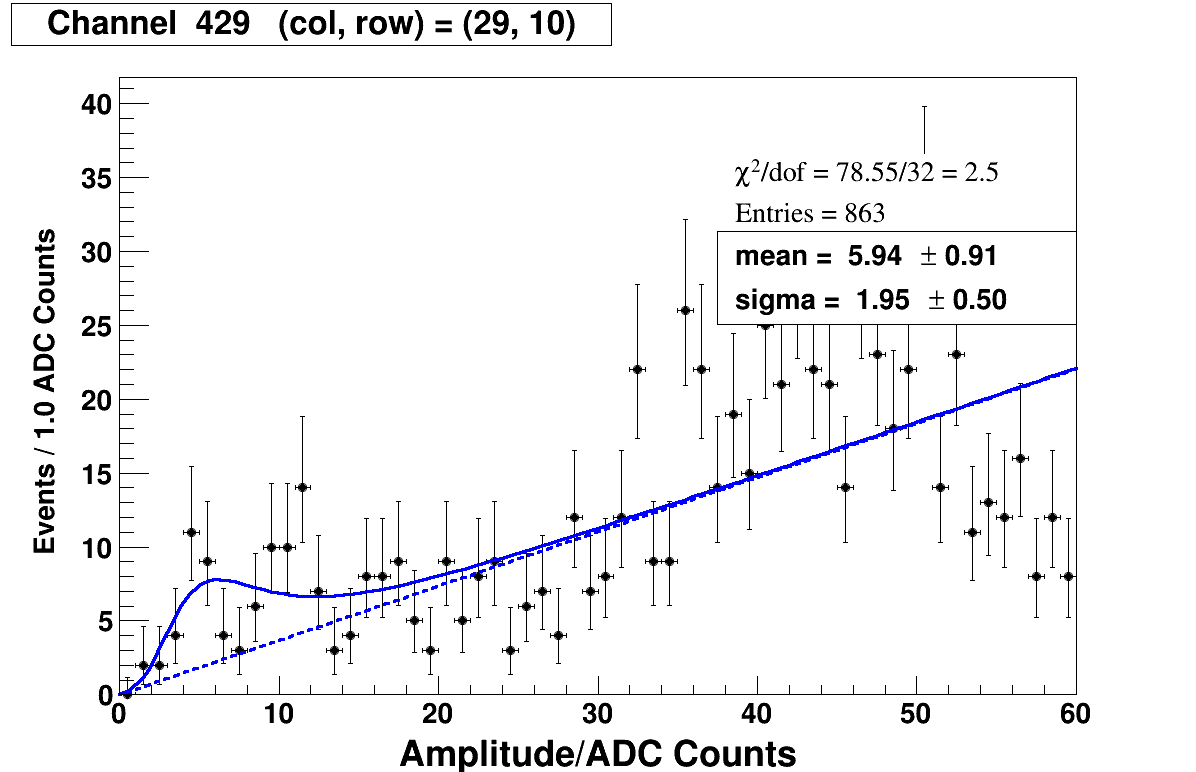 Channel 429 (col, row) = (29, 10)
40
35
30
25
20
15
10
5
0
Events / 1.0 ADC Counts
χ²/dof = 78.55/32 = 2.5
Entries = 863
mean = 5.94 ± 0.91
sigma = 1.95 ± 0.50
0 10 20 30 40 50 60
Amplitude/ADC Counts